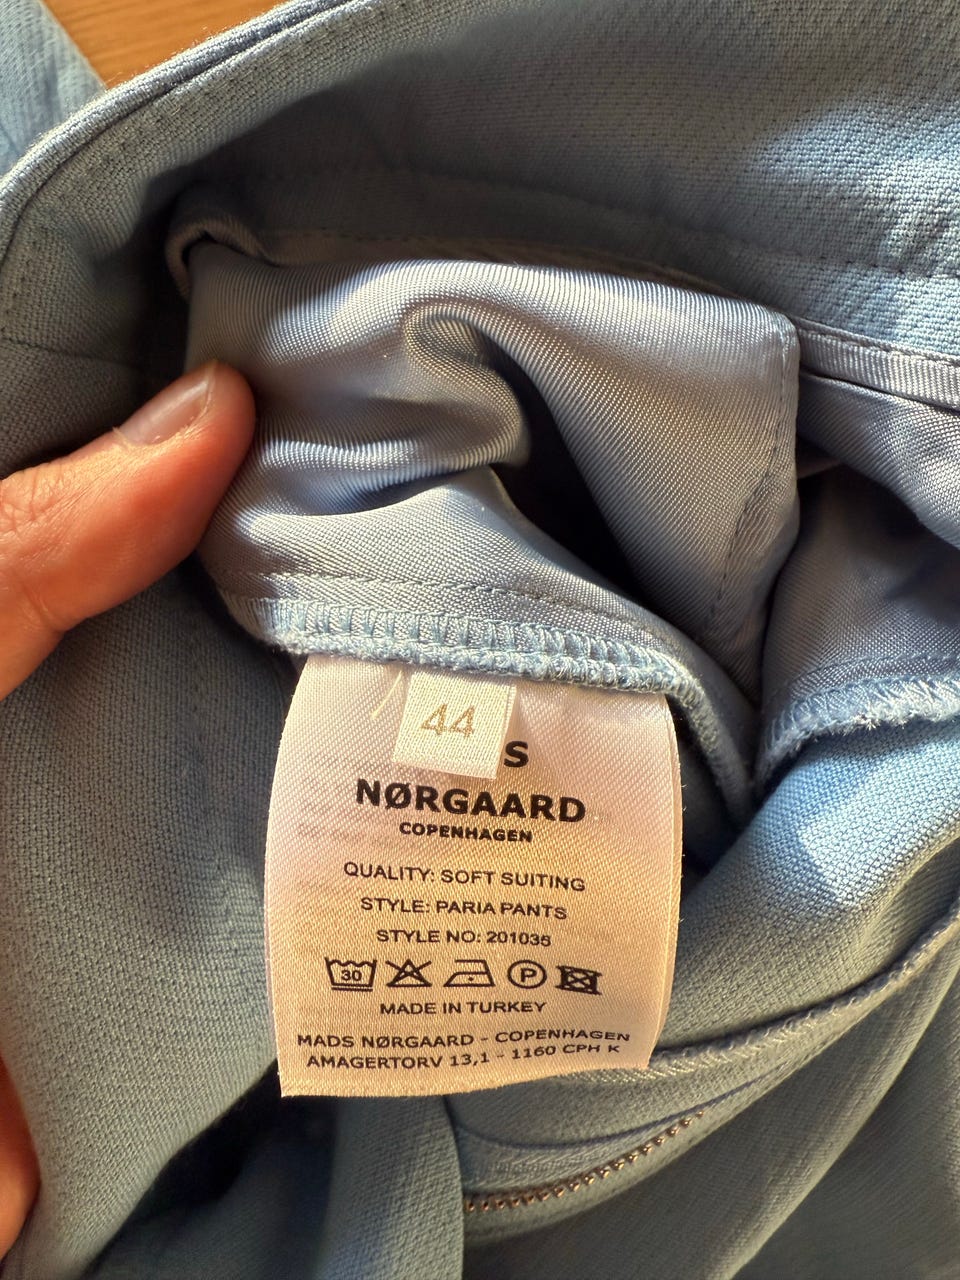 44
S
NØRGAARD
COPENHAGEN
QUALITY: SOFT SUITING
STYLE: PARIA PANTS
STYLE NO: 201035
30 P
MADE IN TURKEY
MADS NØRGAARD - COPENHAGEN
AMAGERTORV 13,1 - 1160 CPH K